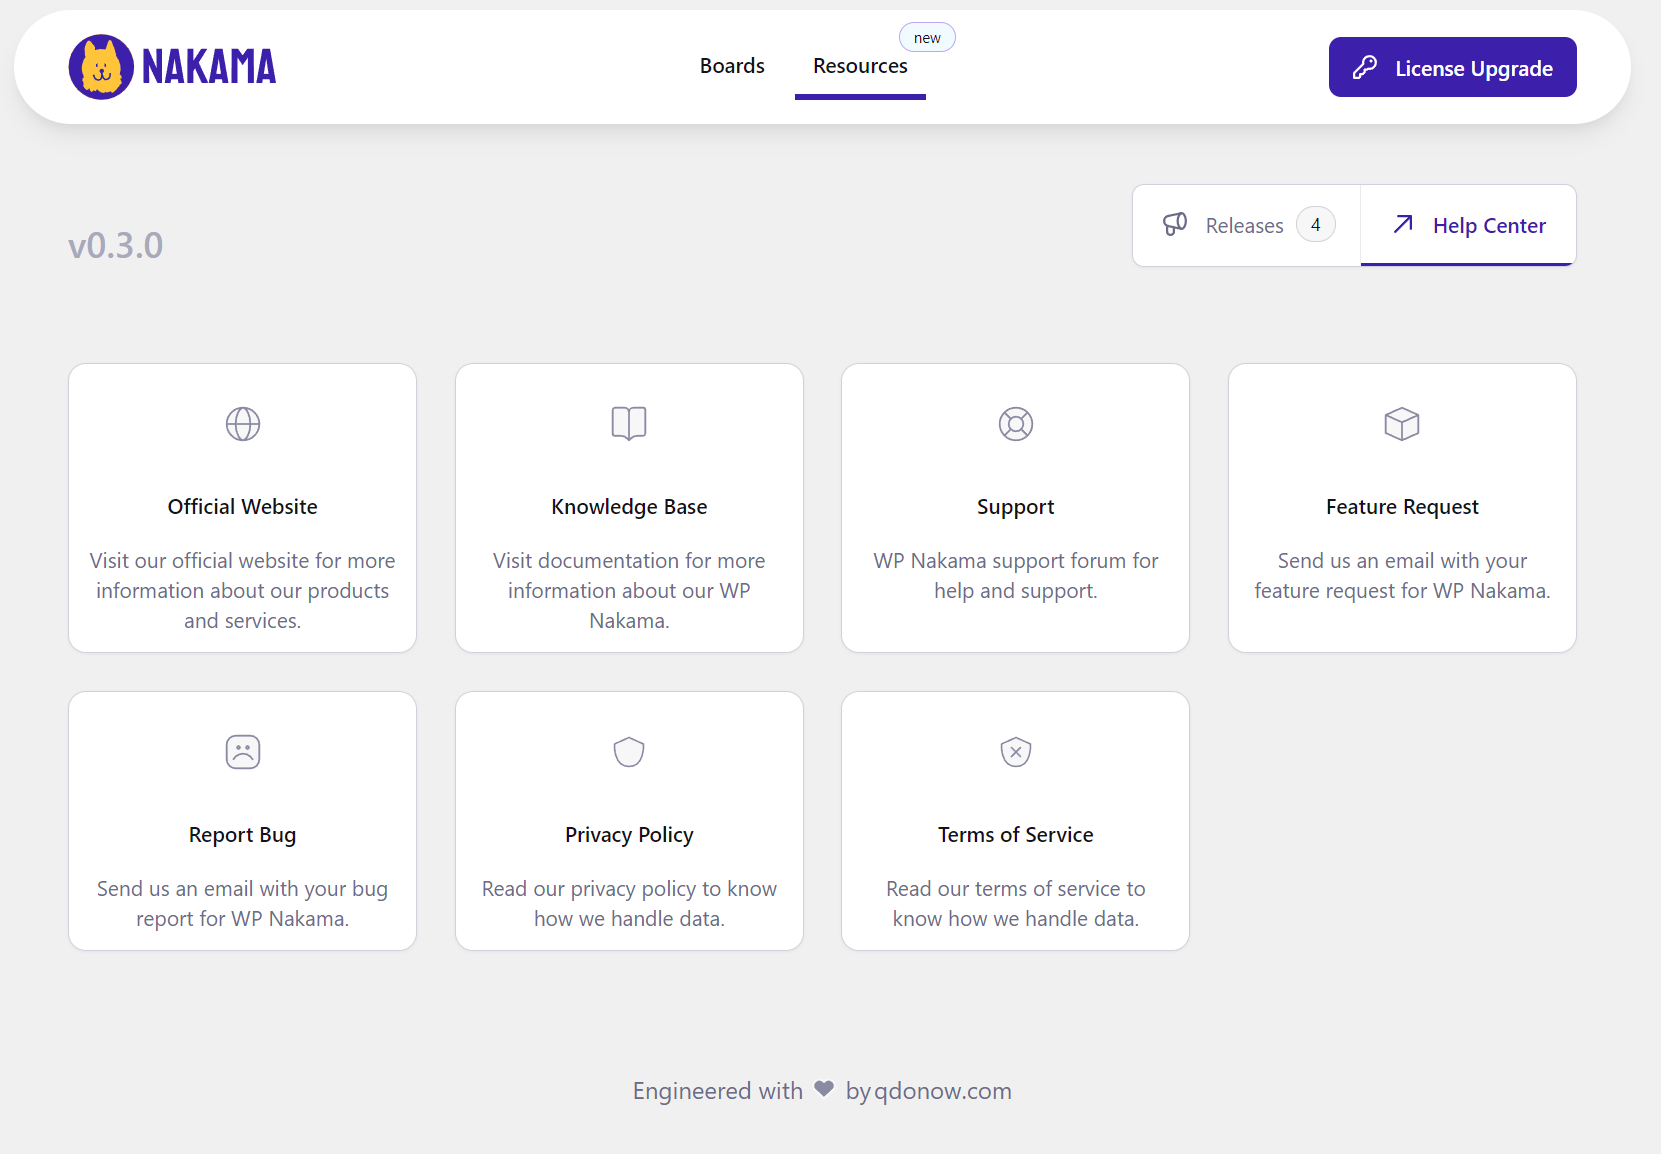 NAKAMA
Boards
Resources
new
License Upgrade
v0.3.0
Releases 4
Help Center
Official Website
Visit our official website for more
information about our products
and services.
Knowledge Base
Visit documentation for more
information about our WP
Nakama.
Support
WP Nakama support forum for
help and support.
Feature Request
Send us an email with your
feature request for WP Nakama.
Report Bug
Send us an email with your bug
report for WP Nakama.
Privacy Policy
Read our privacy policy to know
how we handle data.
Terms of Service
Read our terms of service to
know how we handle data.
Engineered with ♥ by qdonow.com